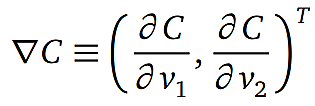 ∇C ≡ (∂C/∂v₁, ∂C/∂v₂)ᵀ